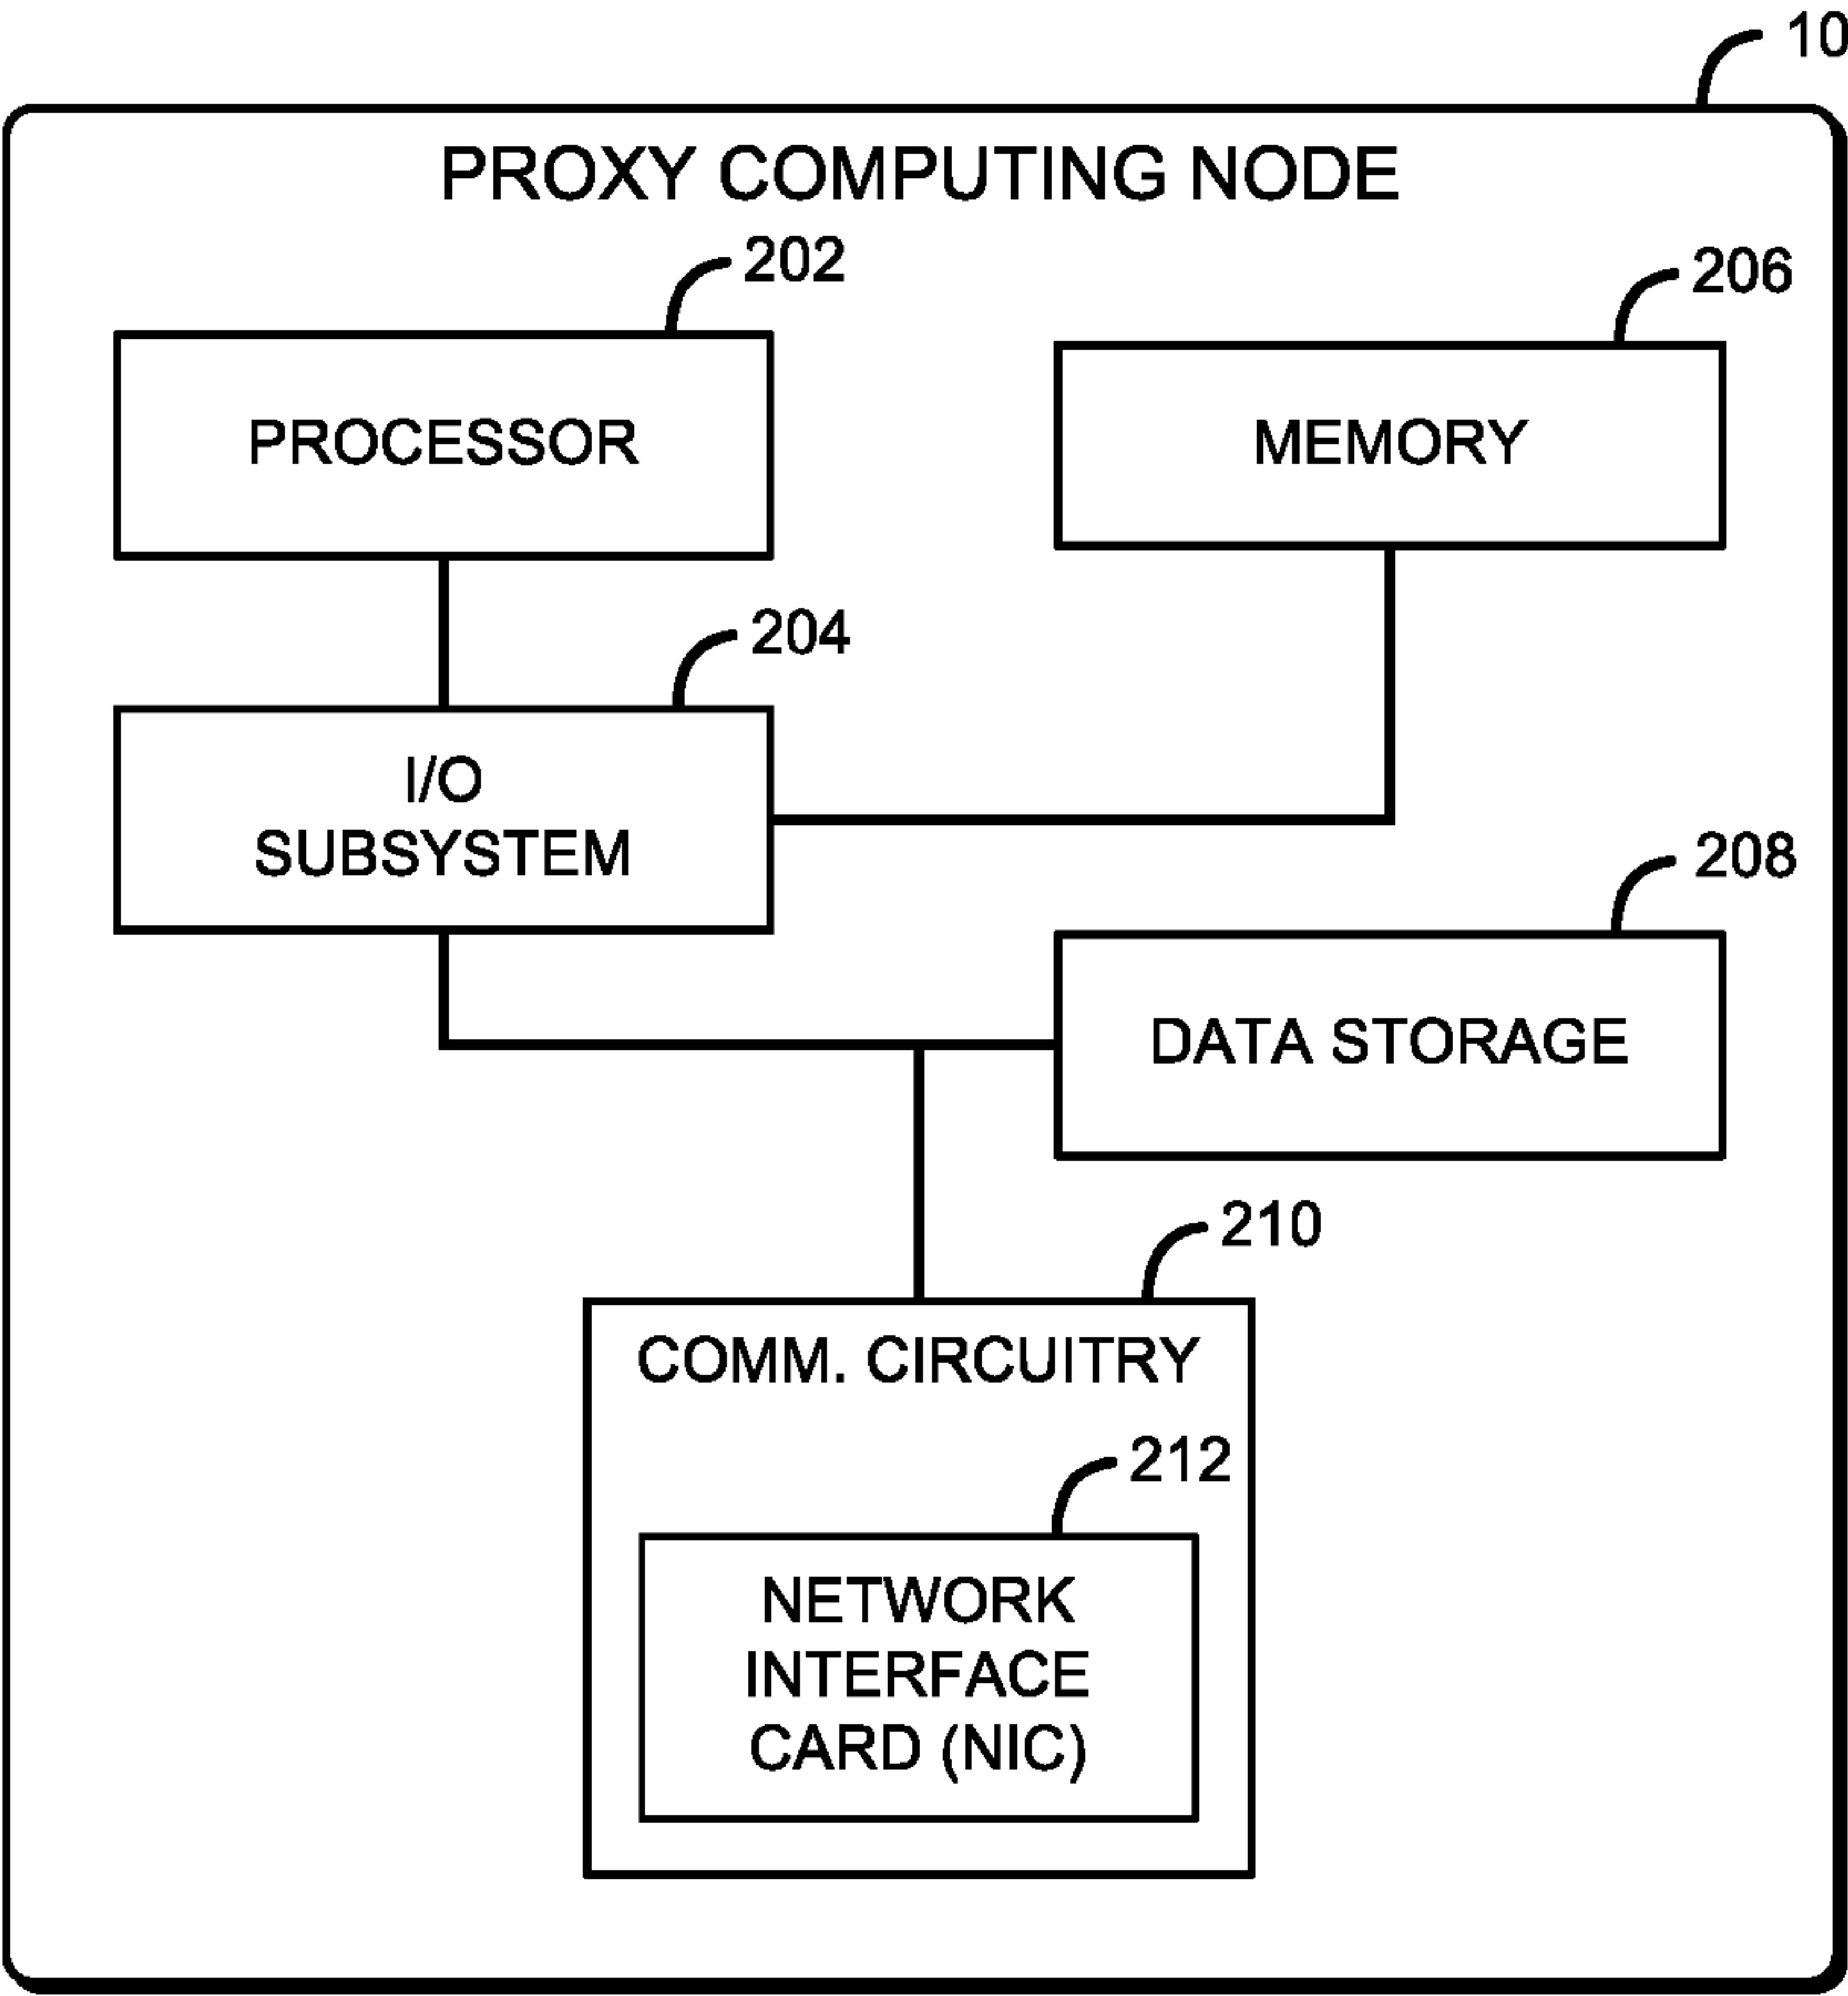 10
PROXY COMPUTING NODE
202
206
PROCESSOR
MEMORY
204
I/O
SUBSYSTEM
208
DATA STORAGE
210
COMM. CIRCUITRY
212
NETWORK
INTERFACE
CARD (NIC)